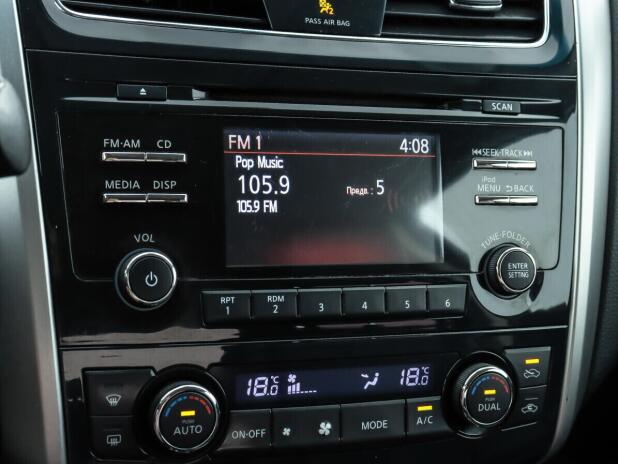 PASS AIR BAG
SCAN
FM·AM CD
MEDIA DISP
FM 1 4:08
Pop Music
105.9
Предв. : 5
105.9 FM
SEEK·TRACK
iPod
MENU BACK
VOL
TUNE·FOLDER
ENTER
SETTING
RPT 1
RDM 2
3 4 5 6
18.0 °C
18.0 °C
PUSH
AUTO
ON·OFF
MODE
A/C
PUSH
DUAL